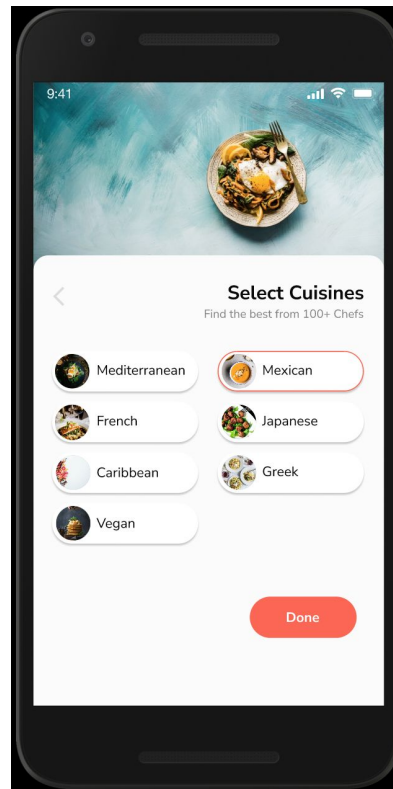 9:41
Select Cuisines
Find the best from 100+ Chefs
Mediterranean
Mexican
French
Japanese
Caribbean
Greek
Vegan
Done